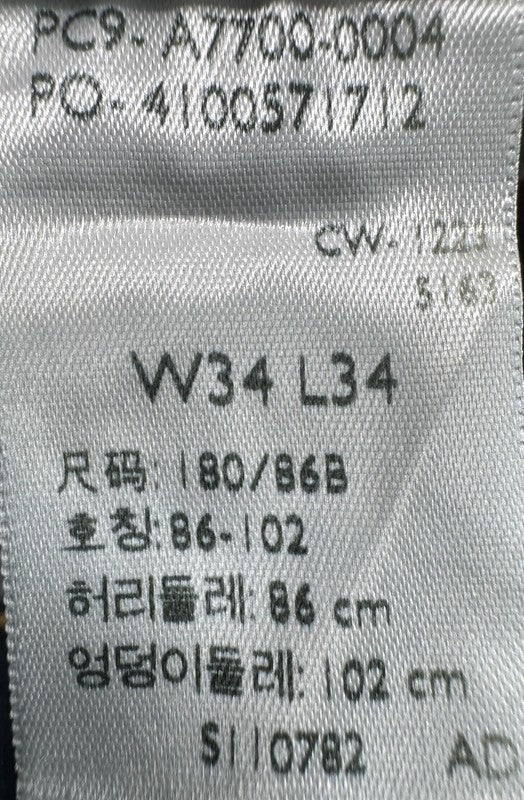 PC9- A7700-0004
PO- 4100571712
CW- 1223
5163
W34 L34
尺码: 180/86B
호칭: 86-102
허리둘레: 86 cm
엉덩이둘레: 102 cm
S110782 AD